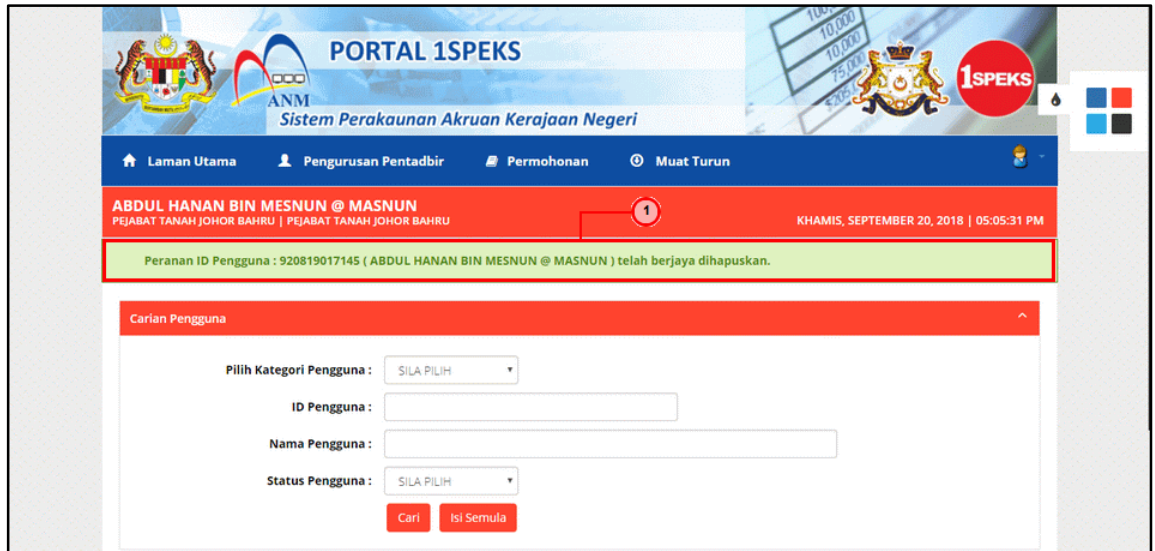 PORTAL 1SPEKS
ANM
Sistem Perakaunan Akruan Kerajaan Negeri
1SPEKS
Laman Utama Pengurusan Pentadbir Permohonan Muat Turun
ABDUL HANAN BIN MESNUN @ MASNUN
PEJABAT TANAH JOHOR BAHRU | PEJABAT TANAH JOHOR BAHRU
1
KHAMIS, SEPTEMBER 20, 2018 | 05:05:31 PM
Peranan ID Pengguna : 920819017145 ( ABDUL HANAN BIN MESNUN @ MASNUN ) telah berjaya dihapuskan.
Carian Pengguna
Pilih Kategori Pengguna : SILA PILIH
ID Pengguna :
Nama Pengguna :
Status Pengguna : SILA PILIH
Cari Isi Semula